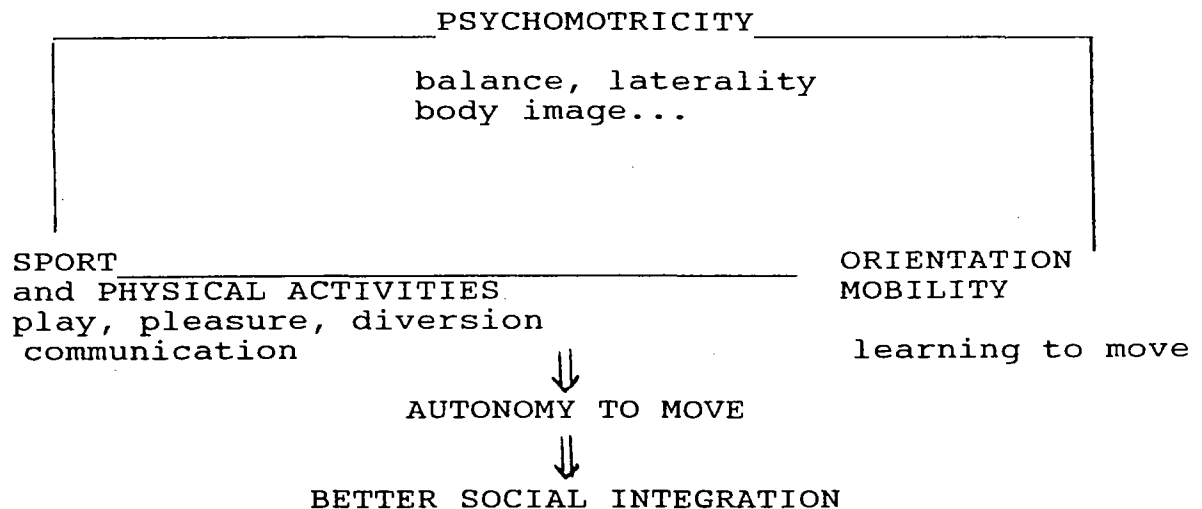 PSYCHOMOTRICITY
balance, laterality
body image...
SPORT
and PHYSICAL ACTIVITIES
play, pleasure, diversion
communication
ORIENTATION
MOBILITY
learning to move
AUTONOMY TO MOVE
BETTER SOCIAL INTEGRATION